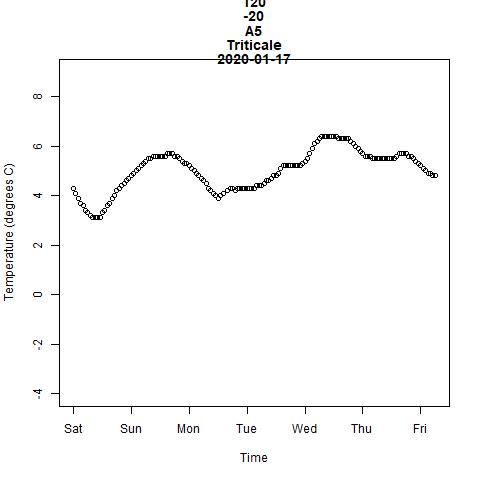 120
-20
A5
Triticale
2020-01-17
Temperature (degrees C)
8
6
4
2
0
-2
-4
Sat Sun Mon Tue Wed Thu Fri
Time